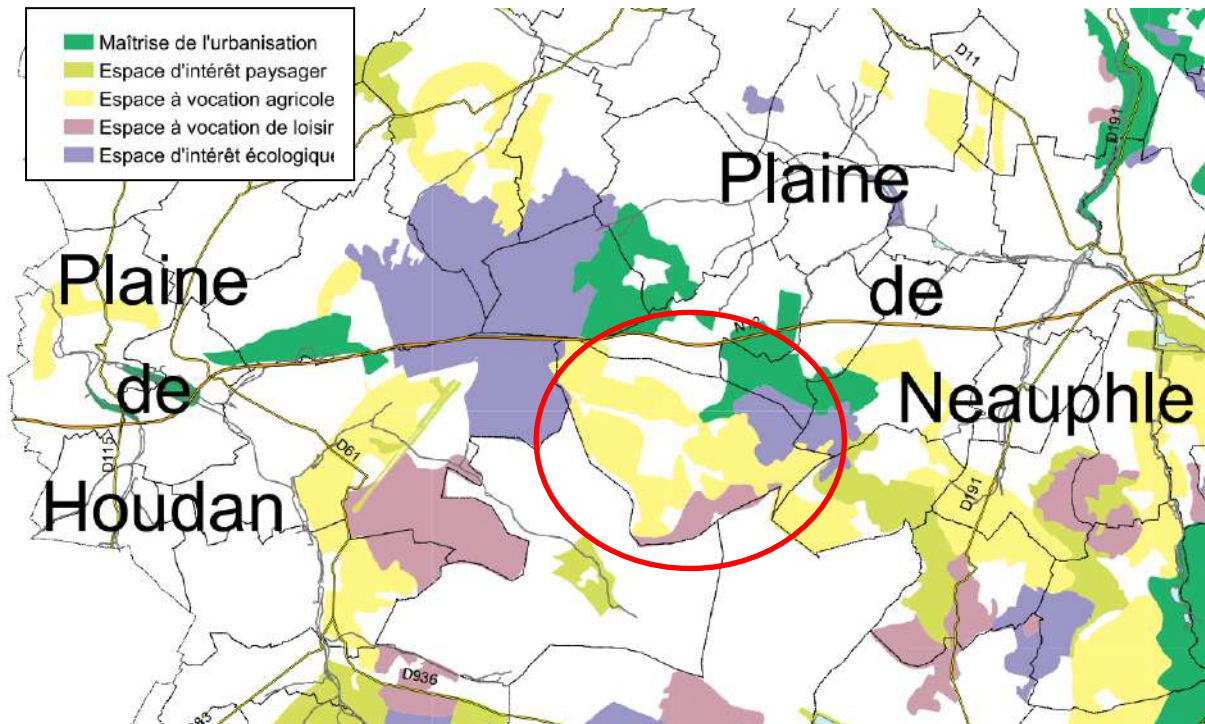 Maîtrise de l'urbanisation
Espace d'intérêt paysager
Espace à vocation agricole
Espace à vocation de loisir
Espace d'intérêt écologique
D11
D191
Plaine
Plaine
de
N12
de
Neauphle
D115
D61
Houdan
D191
D936